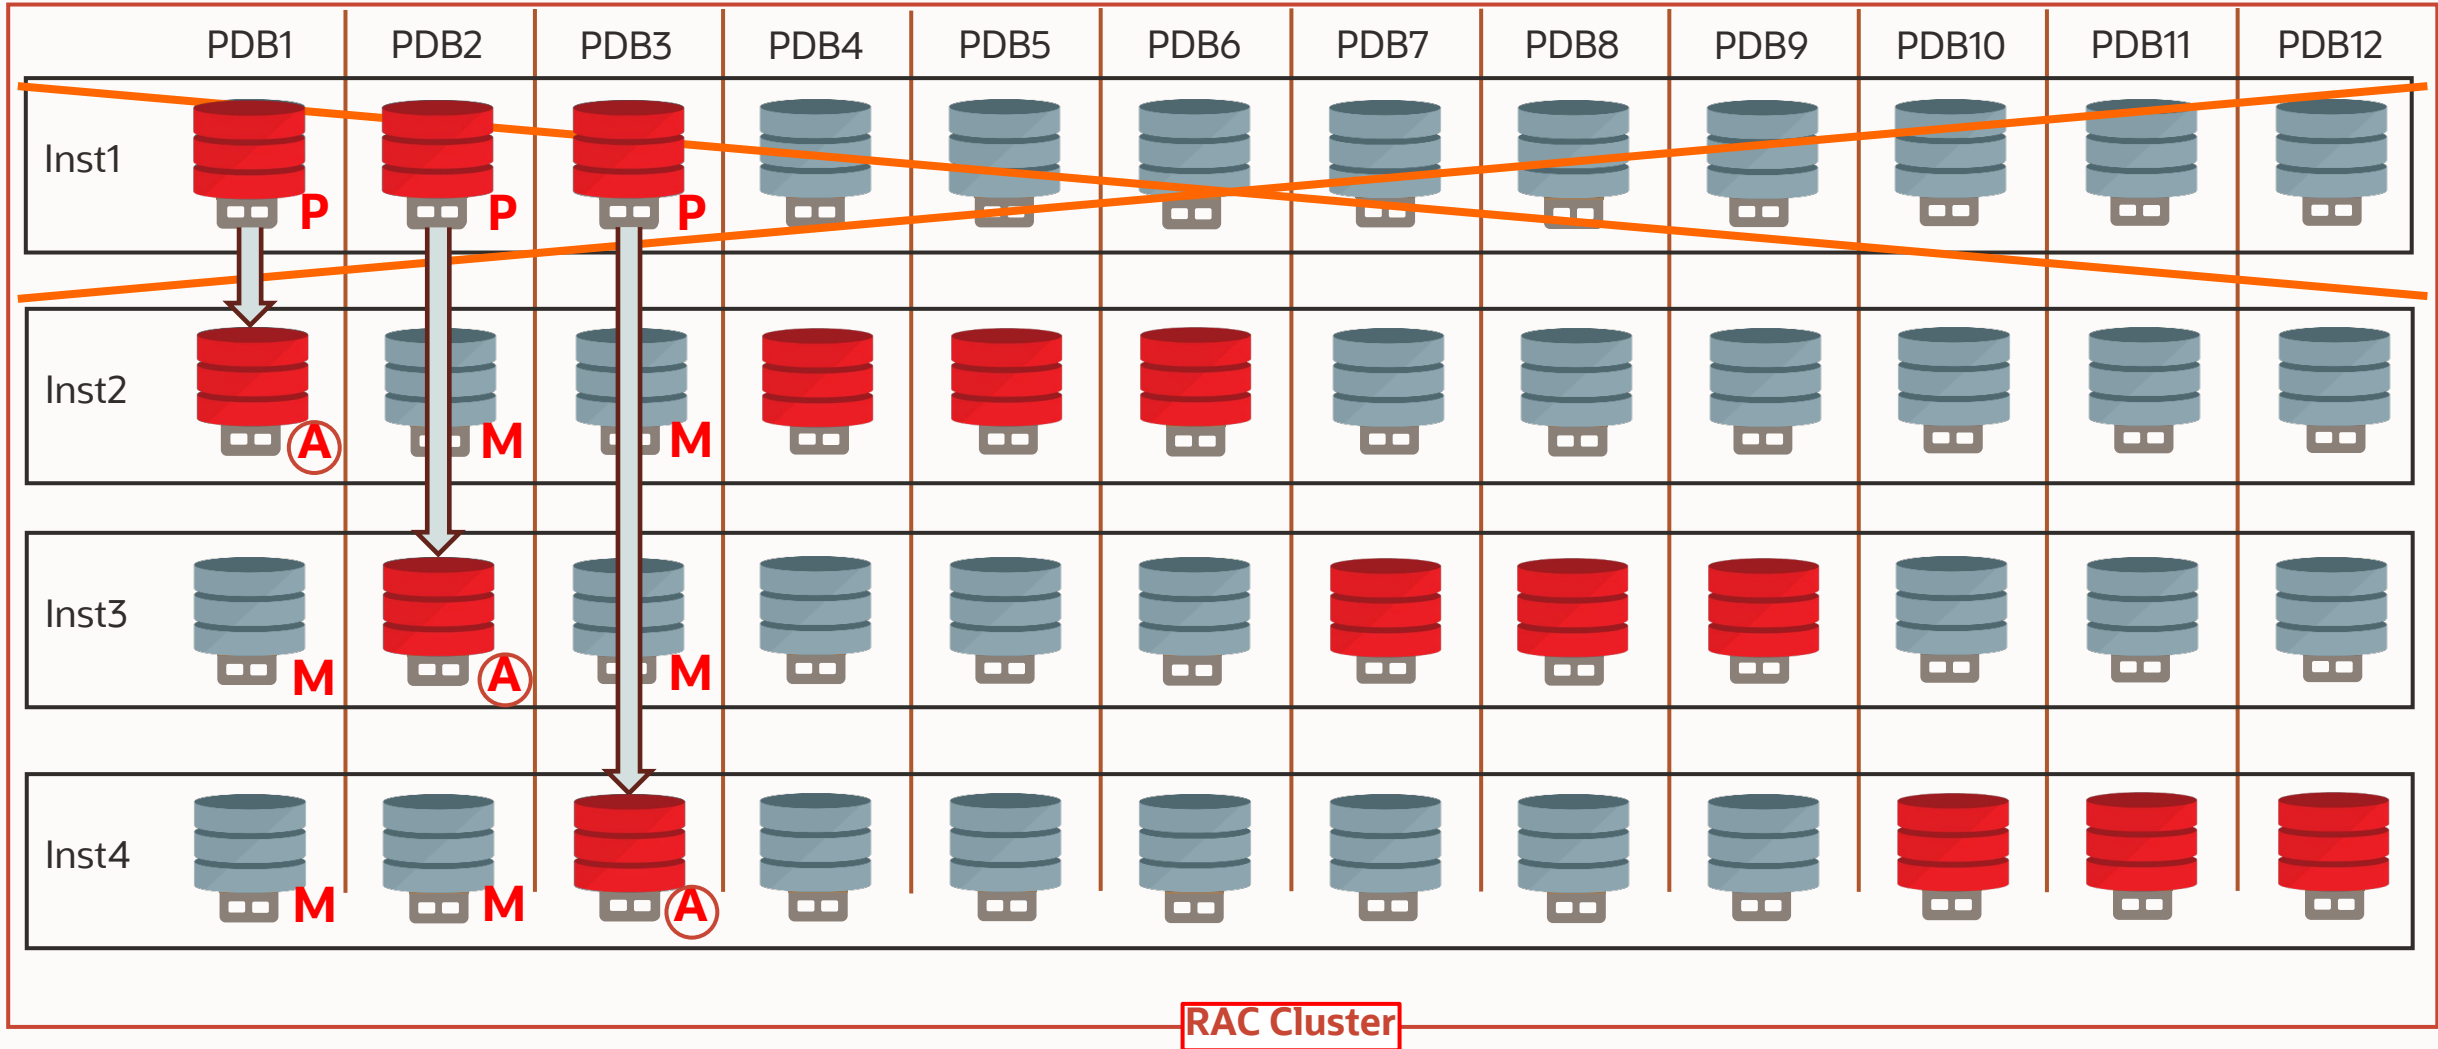 PDB1 PDB2 PDB3 PDB4 PDB5 PDB6 PDB7 PDB8 PDB9 PDB10 PDB11 PDB12
Inst1
P P P
Inst2
A M M
Inst3
M A M
Inst4
M M A
RAC Cluster